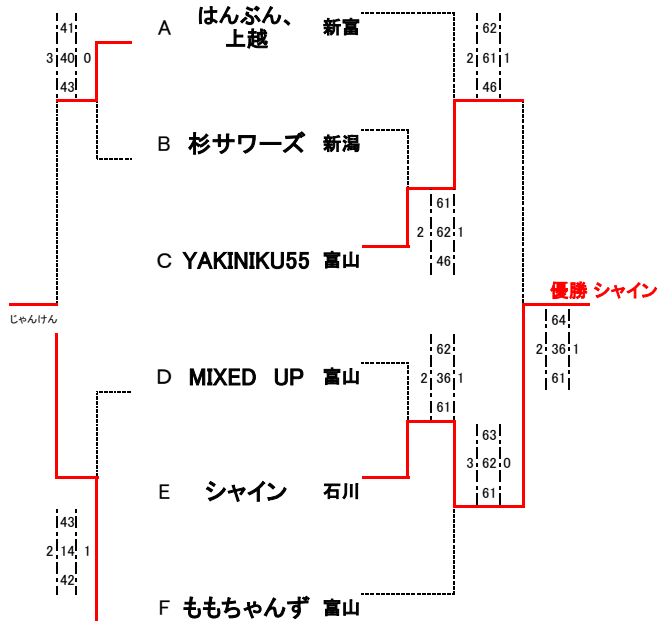 A はんぶん、上越 新富
41
3 40 0
43
62
2 61 1
46
B 杉サワーズ 新潟
61
2 62 1
46
C YAKINIKU55 富山
優勝 シャイン
じゃんけん
64
2 36 1
61
D MIXED UP 富山
62
2 36 1
61
63
3 62 0
61
E シャイン 石川
43
2 14 1
42
F ももちゃんず 富山